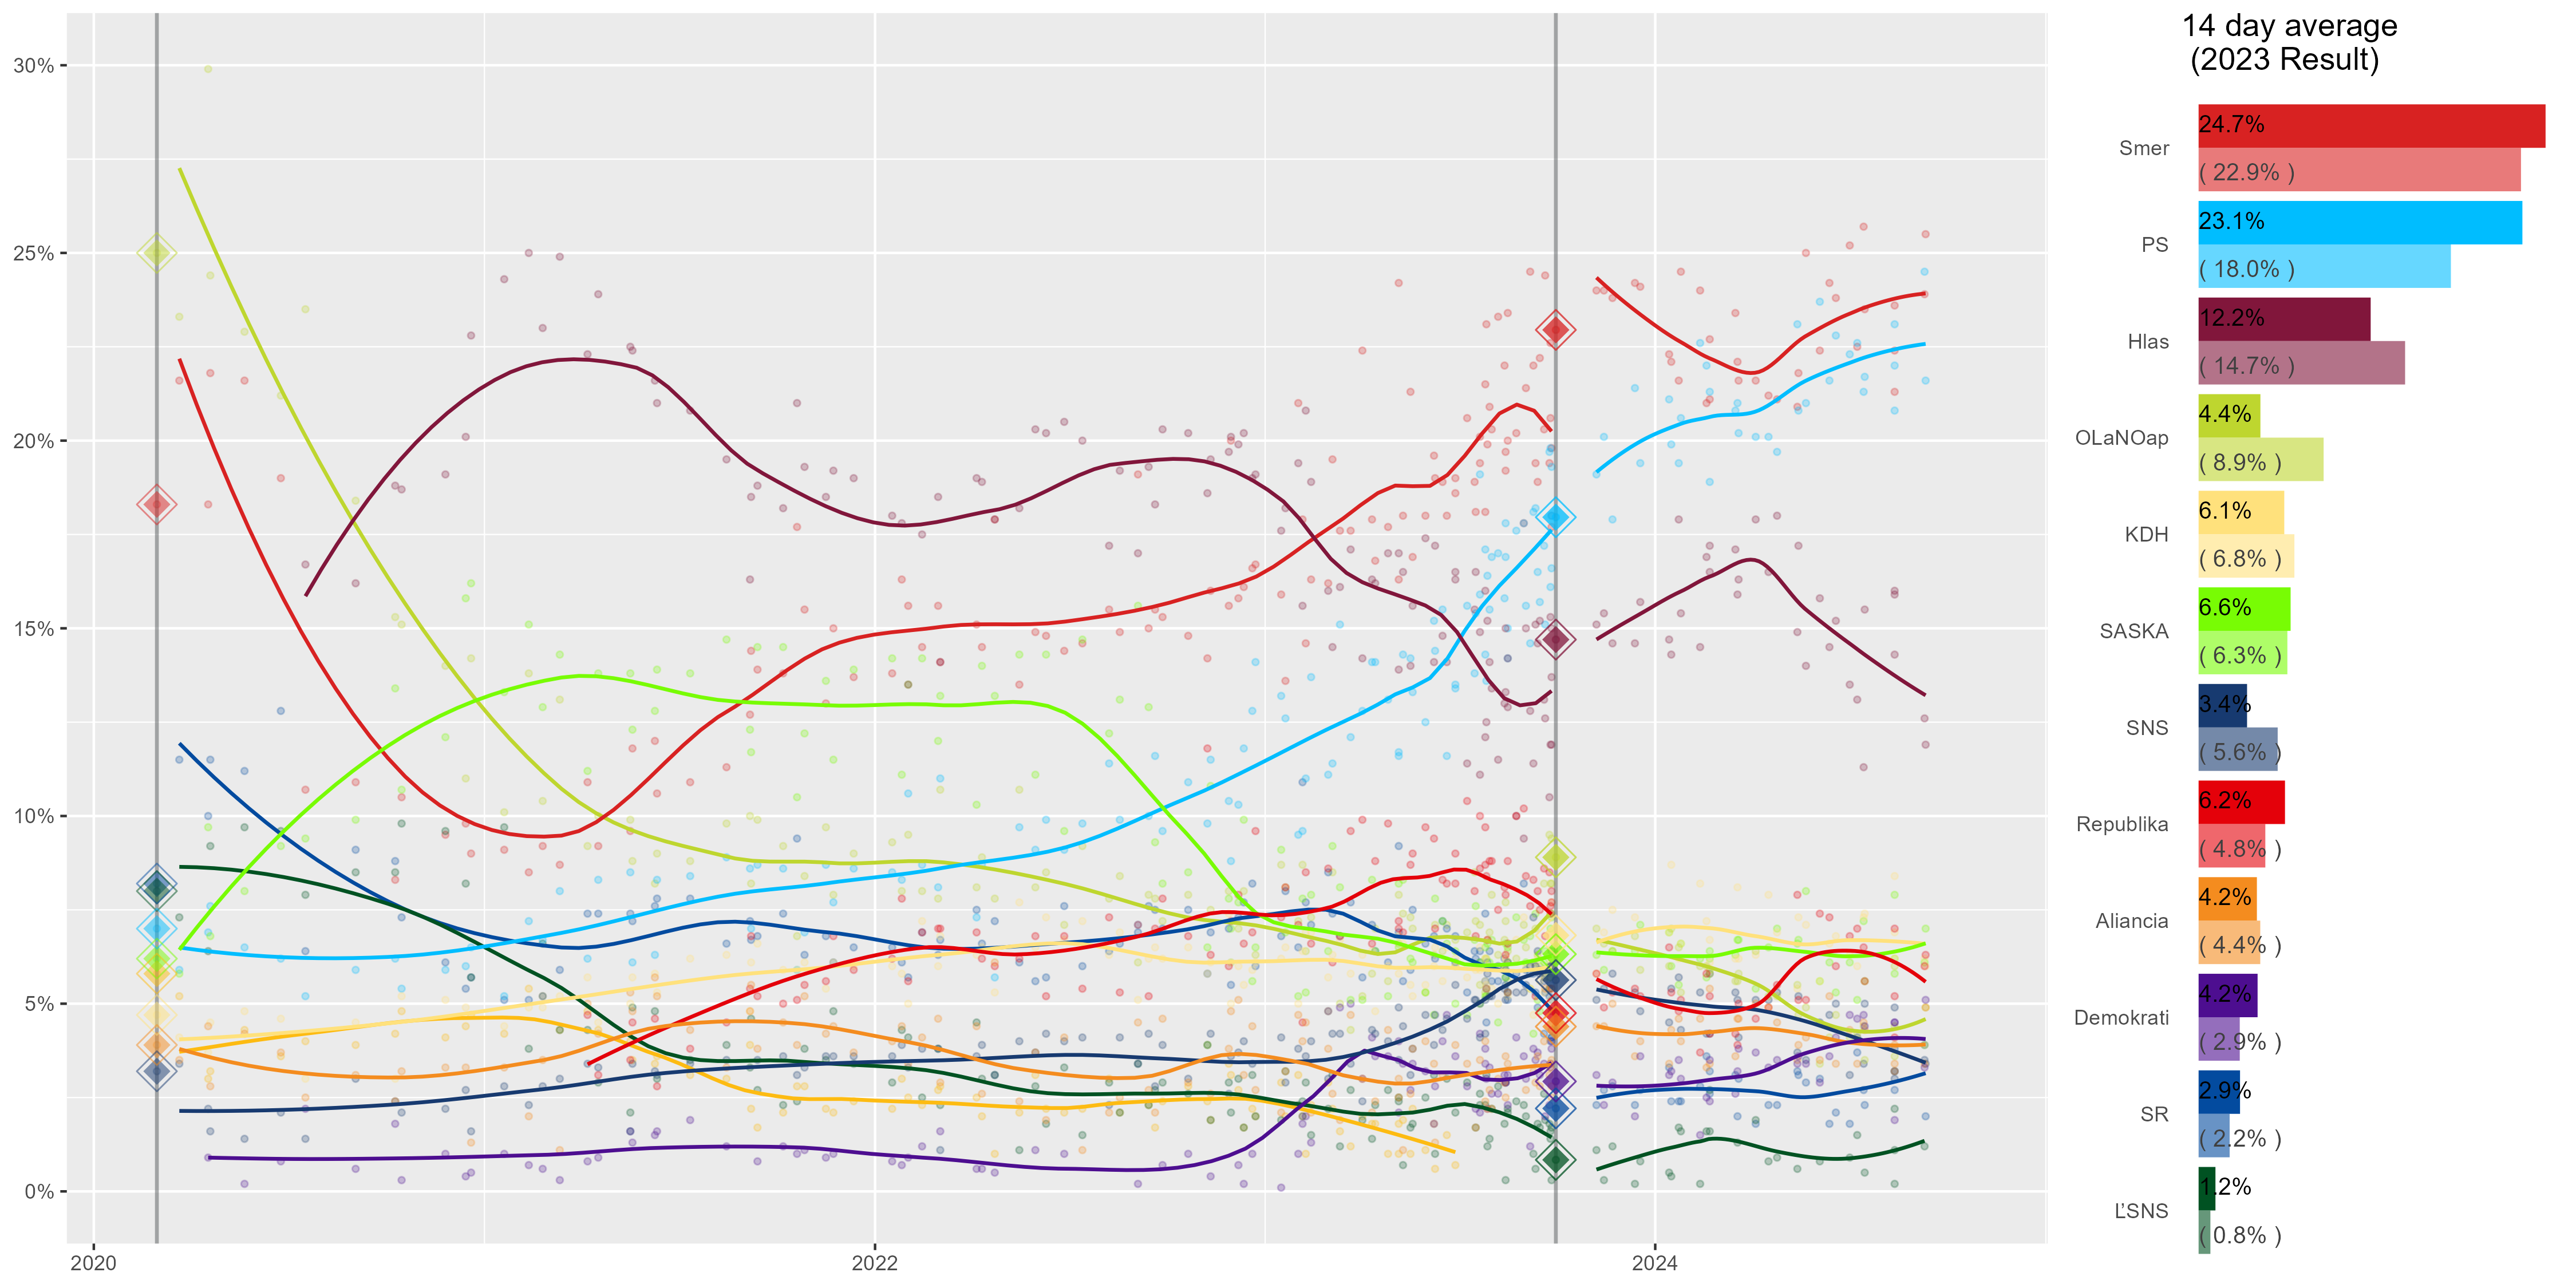 30%
25%
20%
15%
10%
5%
0%
2020
2022
2024
14 day average
(2023 Result)
Smer
24.7%
( 22.9% )
PS
23.1%
( 18.0% )
Hlas
12.2%
( 14.7% )
OLaNOap
4.4%
( 8.9% )
KDH
6.1%
( 6.8% )
SASKA
6.6%
( 6.3% )
SNS
3.4%
( 5.6% )
Republika
6.2%
( 4.8% )
Aliancia
4.2%
( 4.4% )
Demokrati
4.2%
( 2.9% )
SR
2.9%
( 2.2% )
ĽSNS
1.2%
( 0.8% )